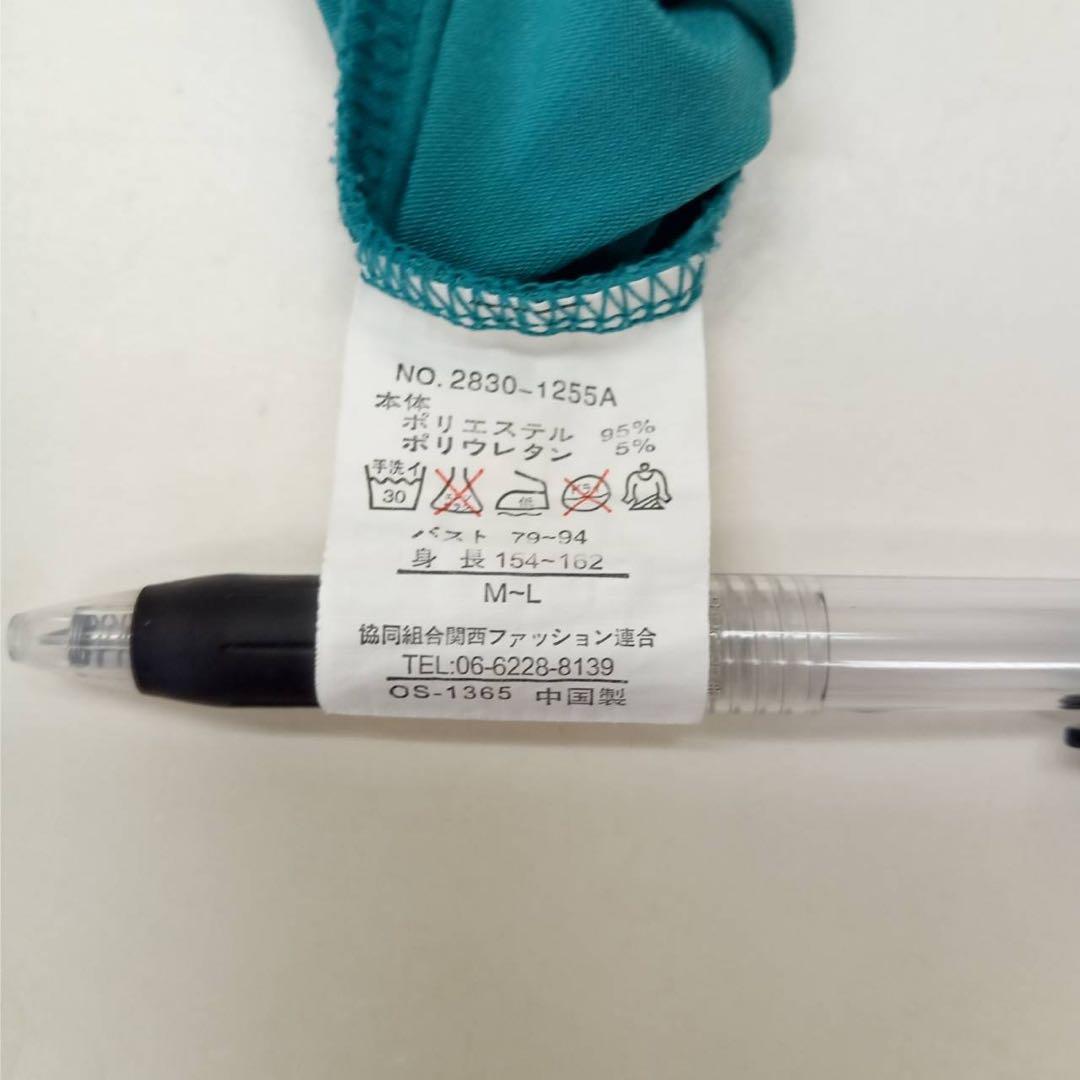 NO. 2830-1255A
本体
ポリエステル 95%
ポリウレタン 5%
手洗イ
30
低
バスト 79~94
身 長 154~162
M~L
協同組合関西ファッション連合
TEL:06-6228-8139
OS-1365 中国製